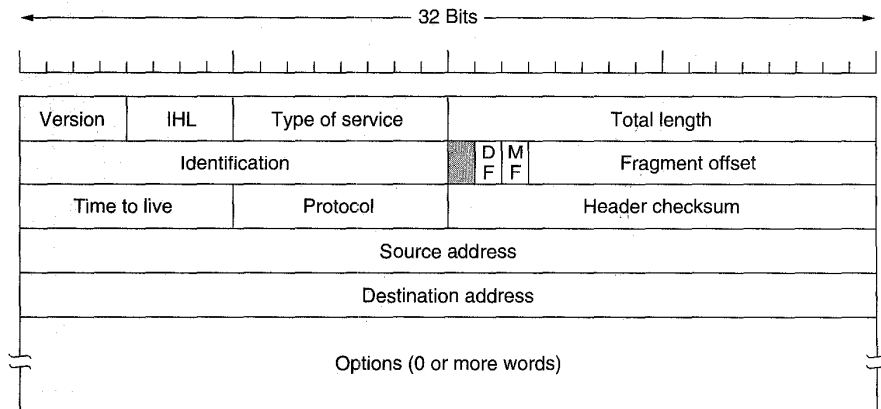 32 Bits
Version IHL Type of service Total length
Identification D F M F Fragment offset
Time to live Protocol Header checksum
Source address
Destination address
Options (0 or more words)